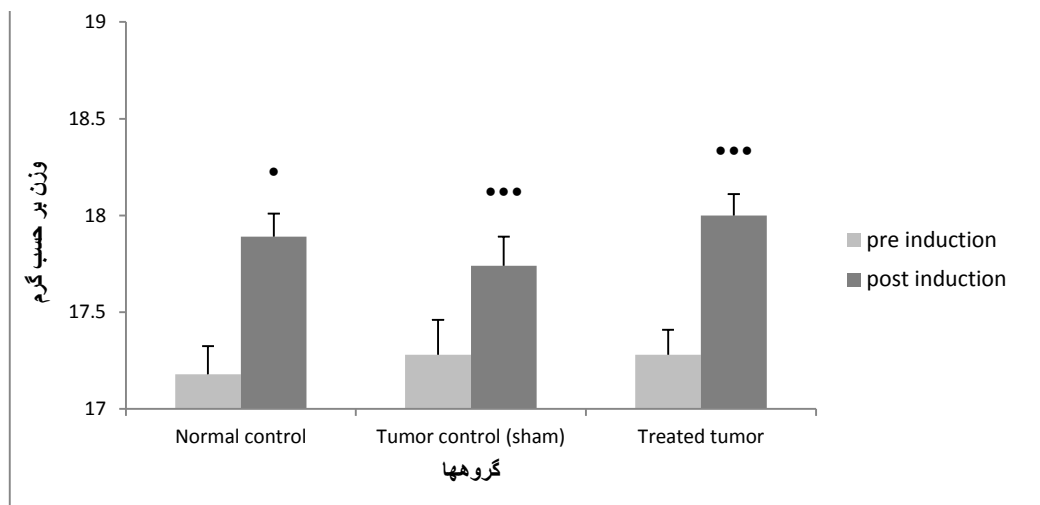 19
18.5
18
17.5
17
وزن بر حسب گرم
•
•••
•••
Normal control
Tumor control (sham)
Treated tumor
گروهها
pre induction
post induction